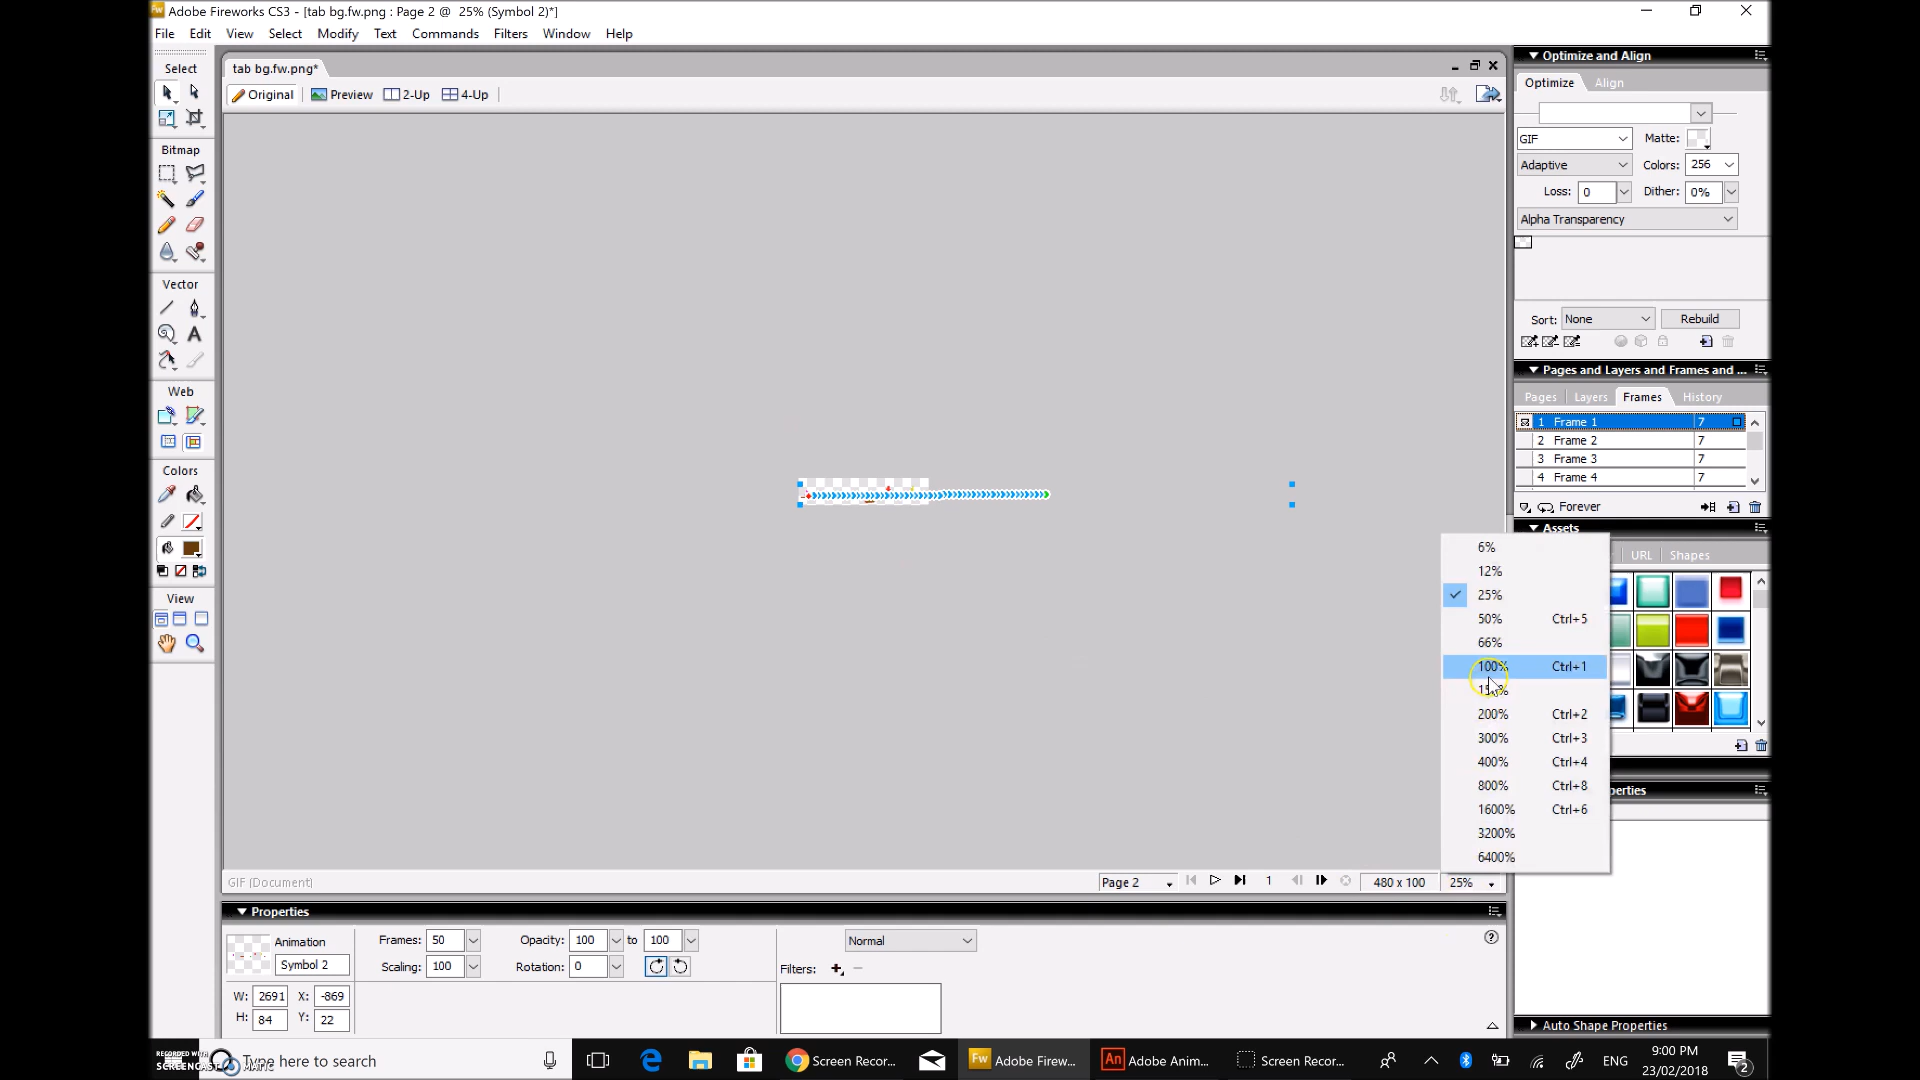 Adobe Fireworks CS3 - [tab bg.fw.png : Page 2 @  25% (Symbol 2)*]
File Edit View Select Modify Text Commands Filters Window Help
Select
Bitmap
Vector
Web
Colors
View
tab bg.fw.png*
Original Preview 2-Up 4-Up
GIF (Document)
Page 2 1 480 x 100 25%
6%
12%
25%
50% Ctrl+5
66%
100% Ctrl+1
200% Ctrl+2
300% Ctrl+3
400% Ctrl+4
800% Ctrl+8
1600% Ctrl+6
3200%
6400%
Optimize and Align
Optimize Align
GIF Matte:
Adaptive Colors: 256
Loss: 0 Dither: 0%
Alpha Transparency
Sort: None Rebuild
Pages and Layers and Frames and ...
Pages Layers Frames History
1 Frame 1 7
2 Frame 2 7
3 Frame 3 7
4 Frame 4 7
Forever
Assets
URL Shapes
Auto Shape Properties
Properties
Animation
Symbol 2
Frames: 50 Opacity: 100 to 100 Normal
Scaling: 100 Rotation: 0 Filters:
W: 2691 X: -869
H: 84 Y: 22
RECORDED WITH
Type here to search
Screen Recor... Adobe Firew... Adobe Anim... Screen Recor...
ENG
9:00 PM
23/02/2018
2